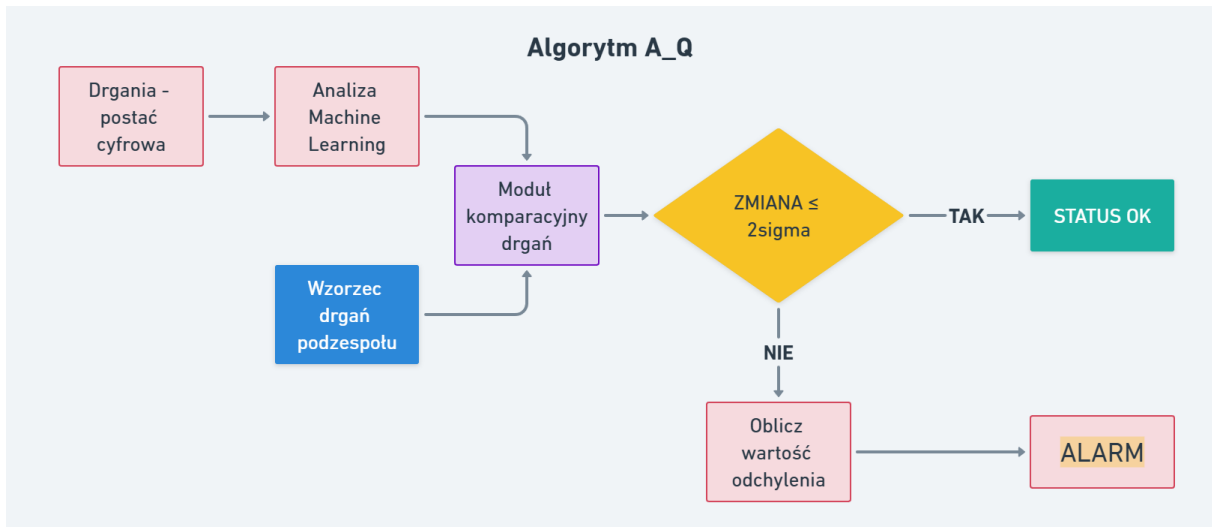 Algorytm A_Q
Drgania -
postać
cyfrowa
Analiza
Machine
Learning
Moduł
komparacyjny
drgań
Wzorzec
drgań
podzespołu
ZMIANA ≤
2sigma
TAK
STATUS OK
NIE
Oblicz
wartość
odchylenia
ALARM